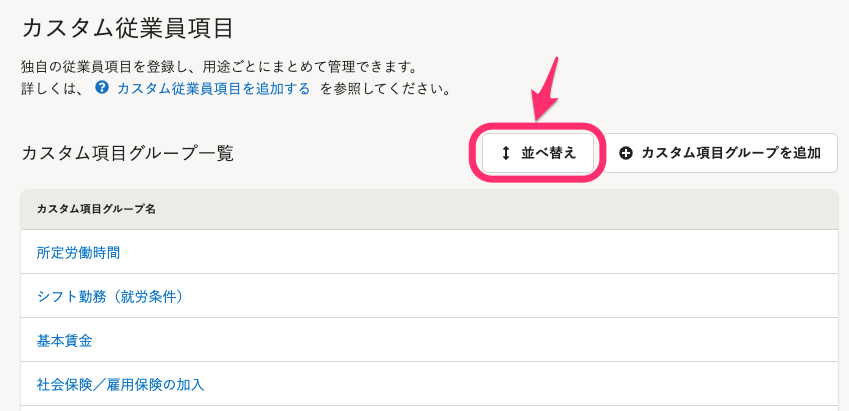 カスタム従業員項目
独自の従業員項目を登録し、用途ごとにまとめて管理できます。
詳しくは、 ? カスタム従業員項目を追加する を参照してください。
カスタム項目グループ一覧
並べ替え
カスタム項目グループを追加
カスタム項目グループ名
所定労働時間
シフト勤務（就労条件）
基本賃金
社会保険／雇用保険の加入